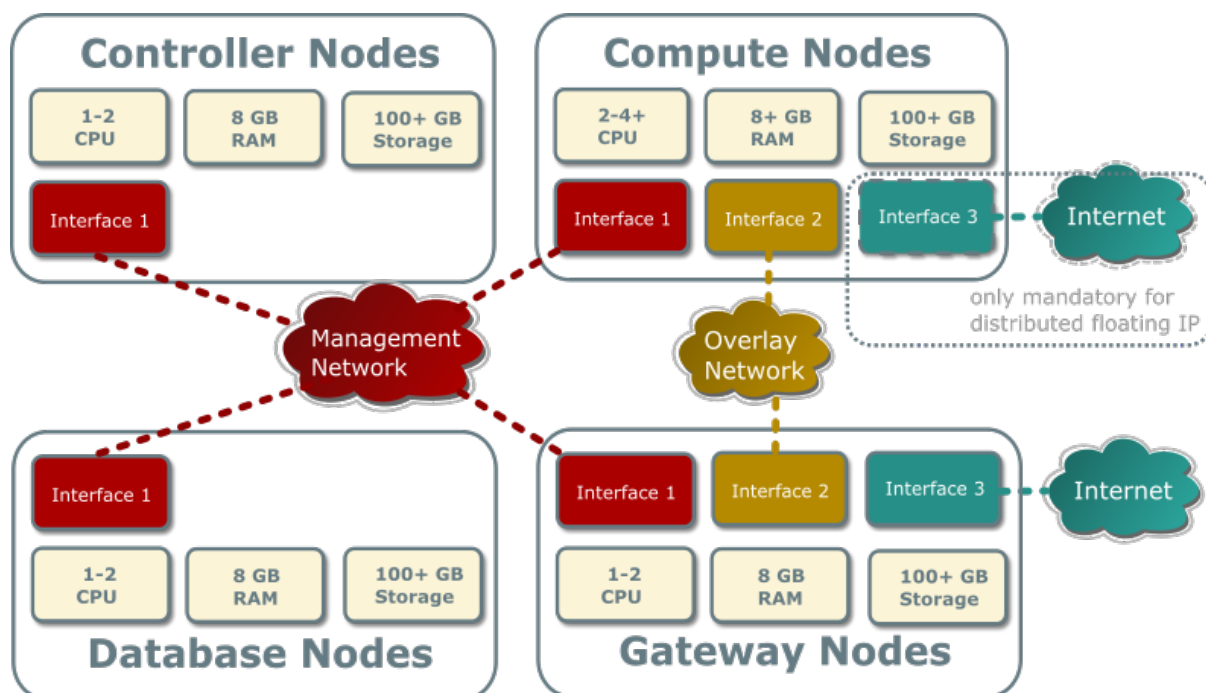 Controller Nodes
1-2
CPU
8 GB
RAM
100+ GB
Storage
Interface 1
Compute Nodes
2-4+
CPU
8+ GB
RAM
100+ GB
Storage
Interface 1
Interface 2
Interface 3
Internet
only mandatory for
distributed floating IP
Management
Network
Overlay
Network
Interface 1
1-2
CPU
8 GB
RAM
100+ GB
Storage
Database Nodes
Interface 1
Interface 2
Interface 3
Internet
1-2
CPU
8 GB
RAM
100+ GB
Storage
Gateway Nodes